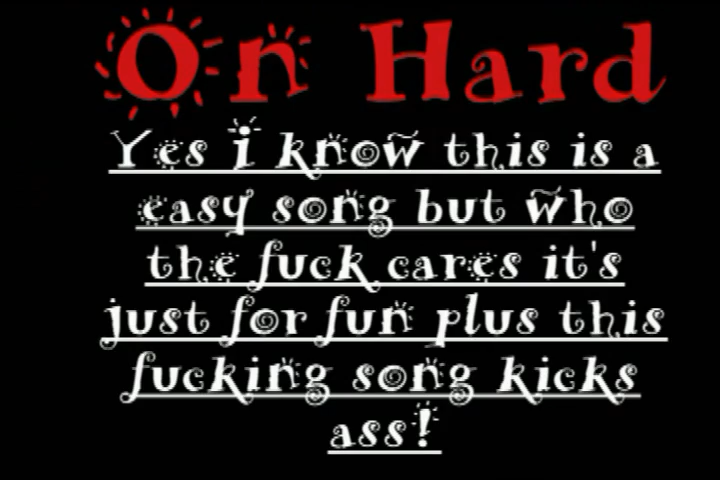 On Hard
Yes i know this is a
easy song but who
the fuck cares it's
just for fun plus this
fucking song kicks
ass!